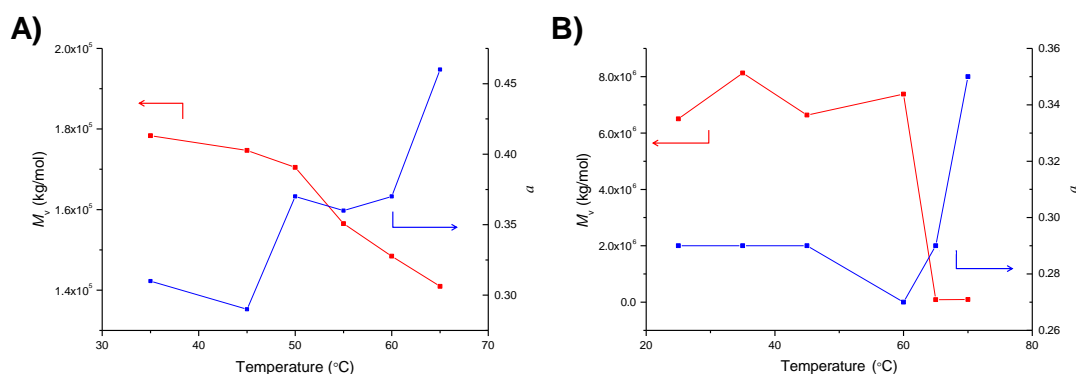 A)
2.0x10⁵
1.8x10⁵
1.6x10⁵
1.4x10⁵
Mᵥ (kg/mol)
0.45
0.40
0.35
0.30
a
30 40 50 60 70
Temperature (°C)
B)
8.0x10⁶
6.0x10⁶
4.0x10⁶
2.0x10⁶
0.0
Mᵥ (kg/mol)
0.36
0.34
0.32
0.30
0.28
0.26
a
20 40 60 80
Temperature (°C)